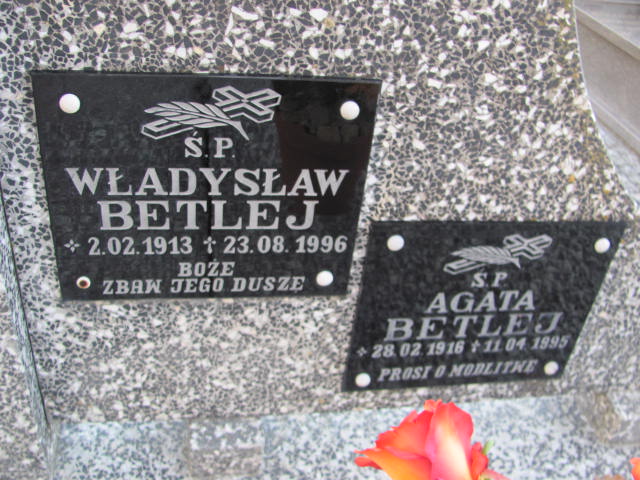 Ś.P.
WŁADYSŁAW
BETLEJ
✧ 2.02.1913 ✝ 23.08.1996
BOŻE
ZBAW JEGO DUSZĘ
Ś.P.
AGATA
BETLEJ
✧ 28.02.1916 ✝ 11.04.1995
PROSI O MODLITWĘ